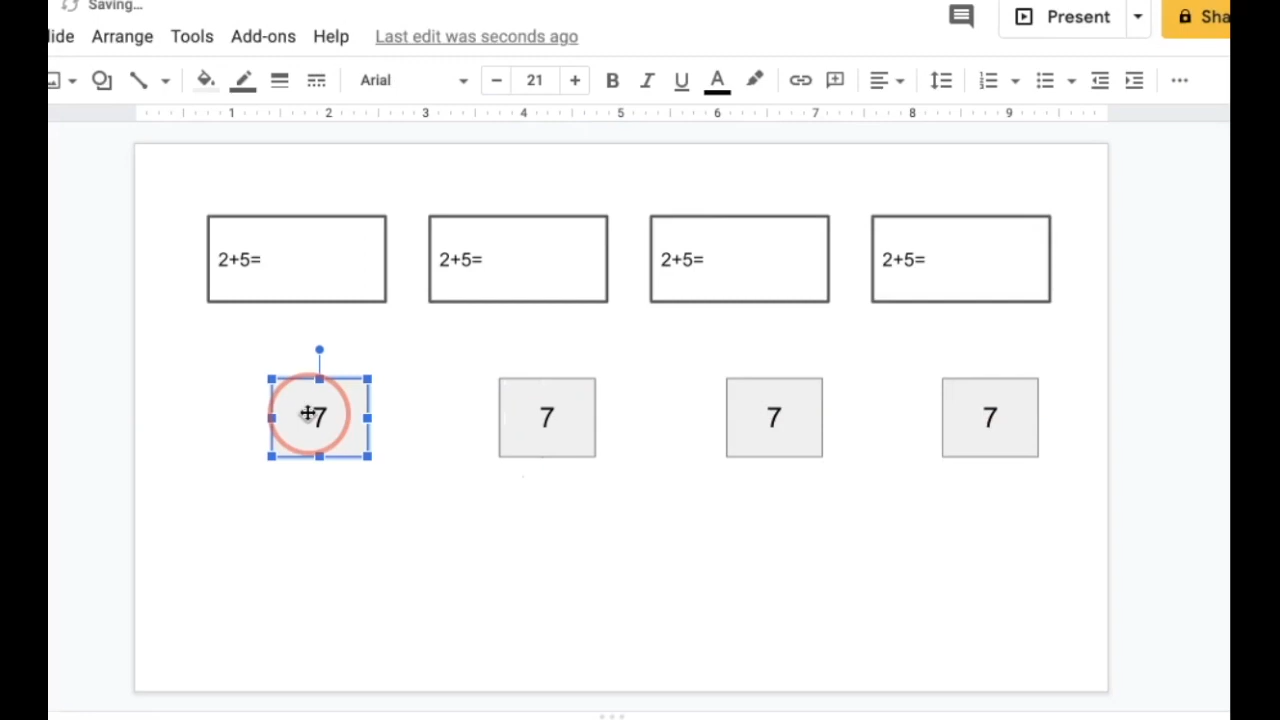 Saving...
lide Arrange Tools Add-ons Help Last edit was seconds ago Present Sha
Arial 21 B I U A
1 2 3 4 5 6 7 8 9
2+5= 2+5= 2+5= 2+5=
7 7 7 7